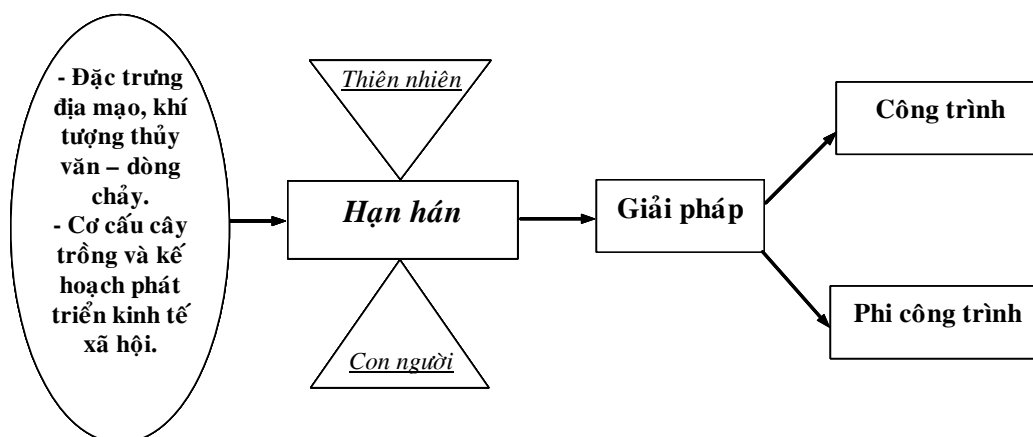 - Đặc trưng
địa mạo, khí
tượng thủy
văn – dòng
chảy.
- Cơ cấu cây
trồng và kế
hoạch phát
triển kinh tế
xã hội.
Thiên nhiên
Hạn hán
Con người
Giải pháp
Công trình
Phi công trình